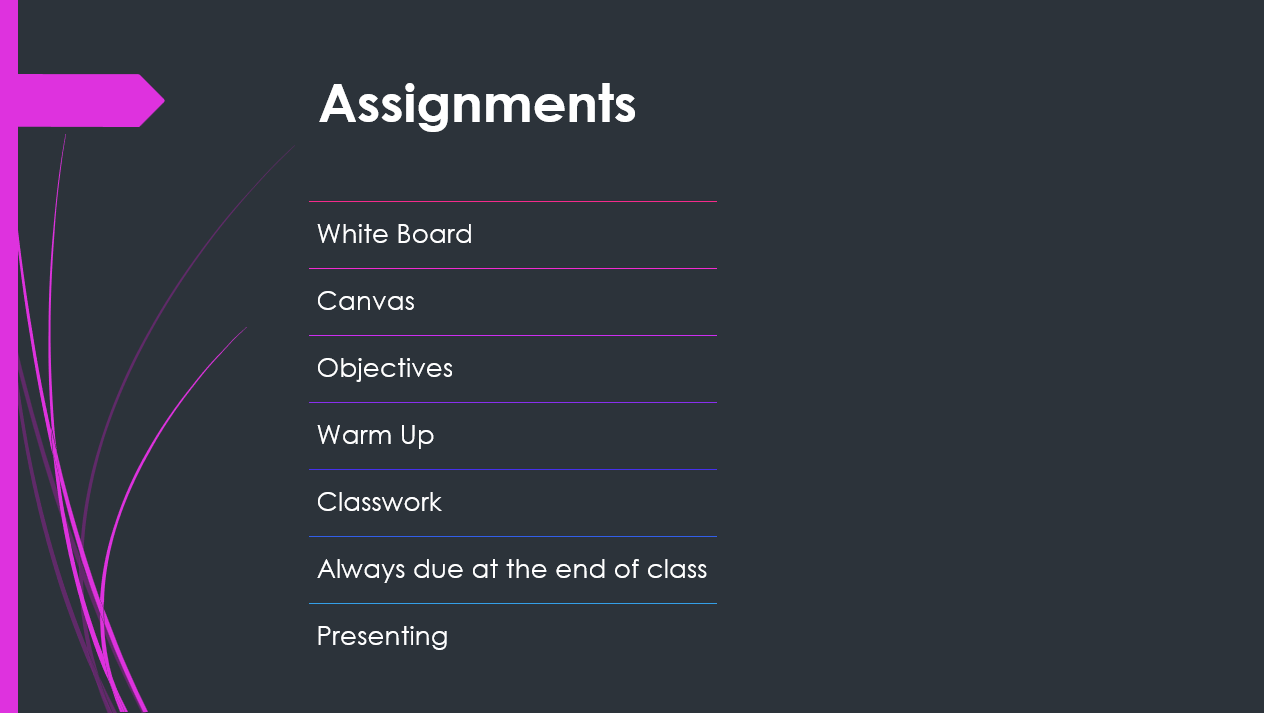 Assignments
White Board
Canvas
Objectives
Warm Up
Classwork
Always due at the end of class
Presenting